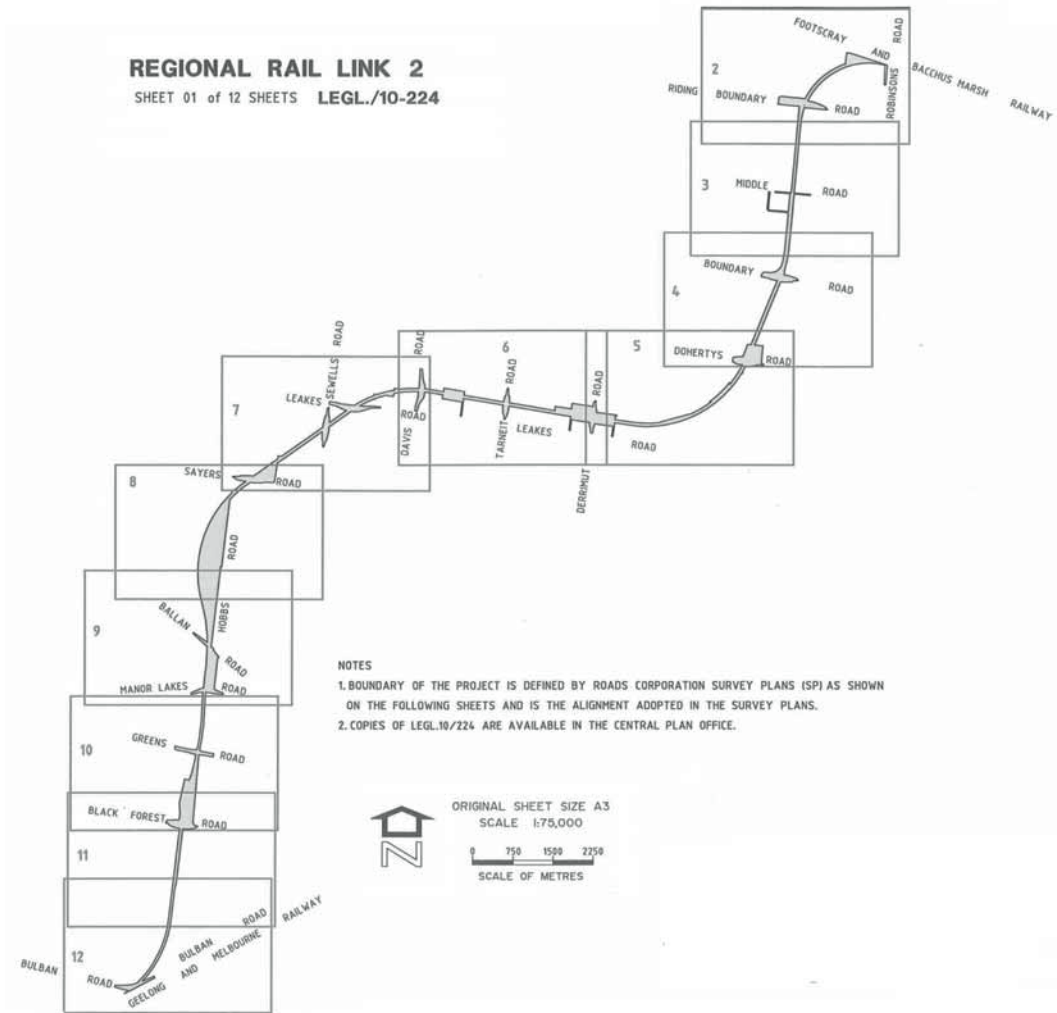 REGIONAL RAIL LINK 2
SHEET 01 of 12 SHEETS LEGL./10-224
FOOTSCRAY AND BACCHUS MARSH RAILWAY
ROBINSONS ROAD
2
RIDING BOUNDARY ROAD
3
MIDDLE ROAD
BOUNDARY ROAD
4
DOHERTYS ROAD
5
6
DERRIMUT ROAD
TARNEIT ROAD
LEAKES ROAD
DAVIS ROAD
SEWELLS ROAD
LEAKES ROAD
7
SAYERS ROAD
8
HOBBS ROAD
BALLAN ROAD
9
MANOR LAKES ROAD
NOTES
1. BOUNDARY OF THE PROJECT IS DEFINED BY ROADS CORPORATION SURVEY PLANS (SP) AS SHOWN
ON THE FOLLOWING SHEETS AND IS THE ALIGNMENT ADOPTED IN THE SURVEY PLANS.
2. COPIES OF LEGL.10/224 ARE AVAILABLE IN THE CENTRAL PLAN OFFICE.
GREENS ROAD
10
BLACK FOREST ROAD
11
ORIGINAL SHEET SIZE A3
SCALE 1:75,000
0 750 1500 2250
SCALE OF METRES
N
BULBAN ROAD
12
BULBAN ROAD
GEELONG AND MELBOURNE RAILWAY